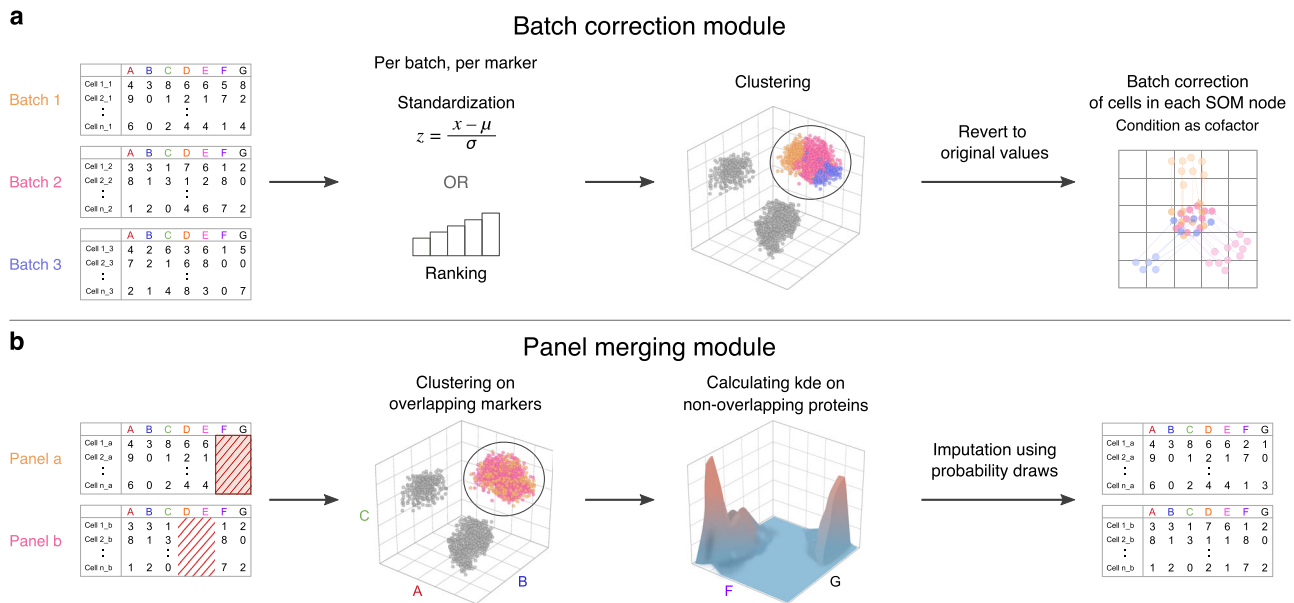 a
Batch correction module
Batch 1
A B C D E F G
Cell 1_1 4 3 8 6 6 5 8
Cell 2_1 9 0 1 2 1 7 2
⋮ ⋮
Cell n_1 6 0 2 4 4 1 4
Batch 2
A B C D E F G
Cell 1_2 3 3 1 7 6 1 2
Cell 2_2 8 1 3 1 2 8 0
⋮ ⋮
Cell n_2 1 2 0 4 6 7 2
Batch 3
A B C D E F G
Cell 1_3 4 2 6 3 6 1 5
Cell 2_3 7 2 1 6 8 0 0
⋮ ⋮
Cell n_3 2 1 4 8 3 0 7
Per batch, per marker
Standardization
z = (x − μ) / σ
OR
Ranking
Clustering
Revert to
original values
Batch correction
of cells in each SOM node
Condition as cofactor
b
Panel merging module
Panel a
A B C D E F G
Cell 1_a 4 3 8 6 6
Cell 2_a 9 0 1 2 1
⋮ ⋮
Cell n_a 6 0 2 4 4
Panel b
A B C D E F G
Cell 1_b 3 3 1 1 2
Cell 2_b 8 1 3 8 0
⋮
Cell n_b 1 2 0 7 2
Clustering on
overlapping markers
C
A
B
Calculating kde on
non-overlapping proteins
F
G
Imputation using
probability draws
A B C D E F G
Cell 1_a 4 3 8 6 6 2 1
Cell 2_a 9 0 1 2 1 7 0
⋮ ⋮
Cell n_a 6 0 2 4 4 1 3
A B C D E F G
Cell 1_b 3 3 1 7 6 1 2
Cell 2_b 8 1 3 1 1 8 0
⋮ ⋮
Cell n_b 1 2 0 2 1 7 2